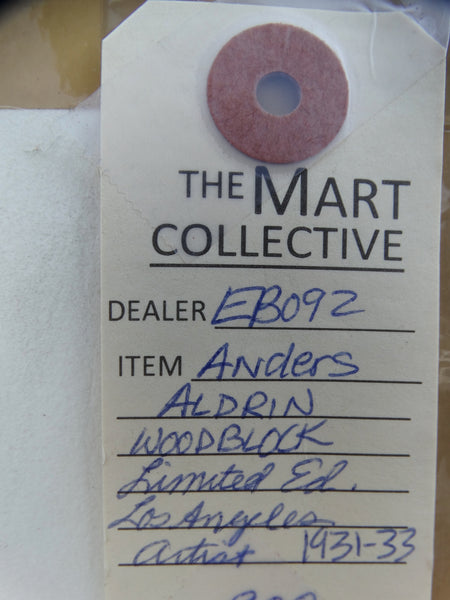 THE MART
COLLECTIVE
DEALER EB092
ITEM Anders
ALDRIN
WOODBLOCK
Limited Ed.
Los Angeles
Artist 1931-33